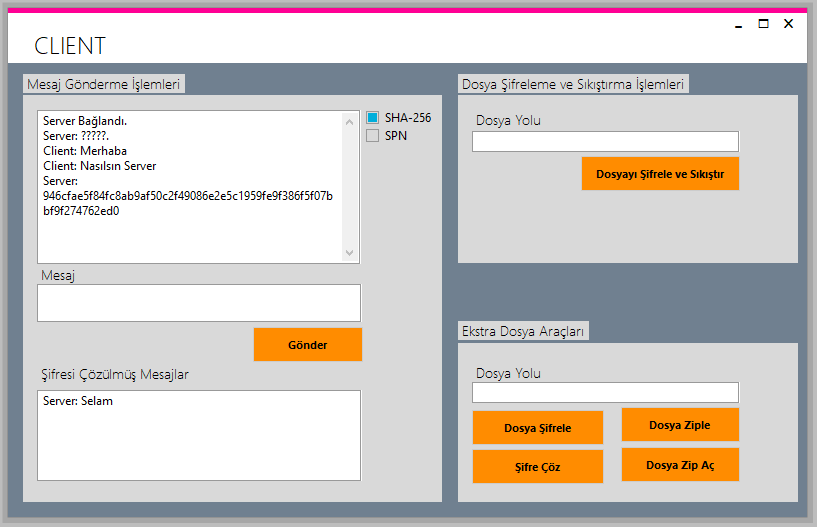 CLIENT
Mesaj Gönderme İşlemleri
Server Bağlandı.
Server: ?????.
Client: Merhaba
Client: Nasılsın Server
Server:
946cfae5f84fc8ab9af50c2f49086e2e5c1959fe9f386f5f07b
bf9f274762ed0
SHA-256
SPN
Mesaj
Gönder
Şifresi Çözülmüş Mesajlar
Server: Selam
Dosya Şifreleme ve Sıkıştırma İşlemleri
Dosya Yolu
Dosyayı Şifrele ve Sıkıştır
Ekstra Dosya Araçları
Dosya Yolu
Dosya Şifrele
Dosya Ziple
Şifre Çöz
Dosya Zip Aç